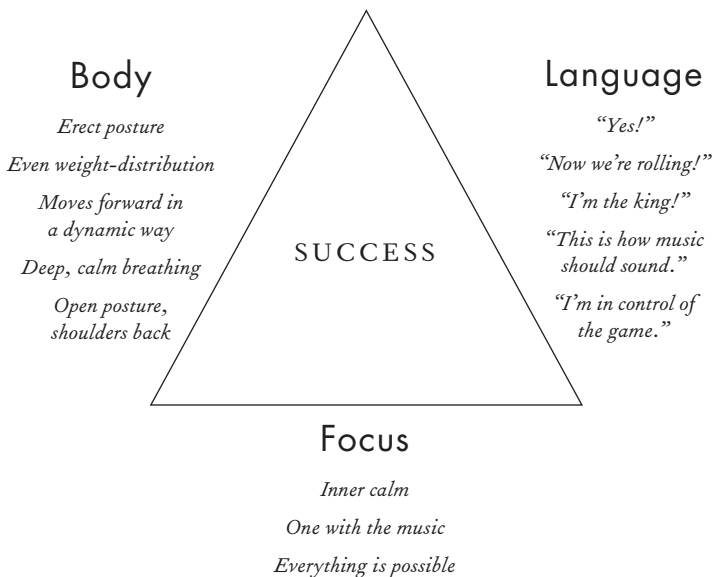 Body
Erect posture
Even weight-distribution
Moves forward in
a dynamic way
Deep, calm breathing
Open posture,
shoulders back
SUCCESS
Language
“Yes!”
“Now we’re rolling!”
“I’m the king!”
“This is how music
should sound.”
“I’m in control of
the game.”
Focus
Inner calm
One with the music
Everything is possible